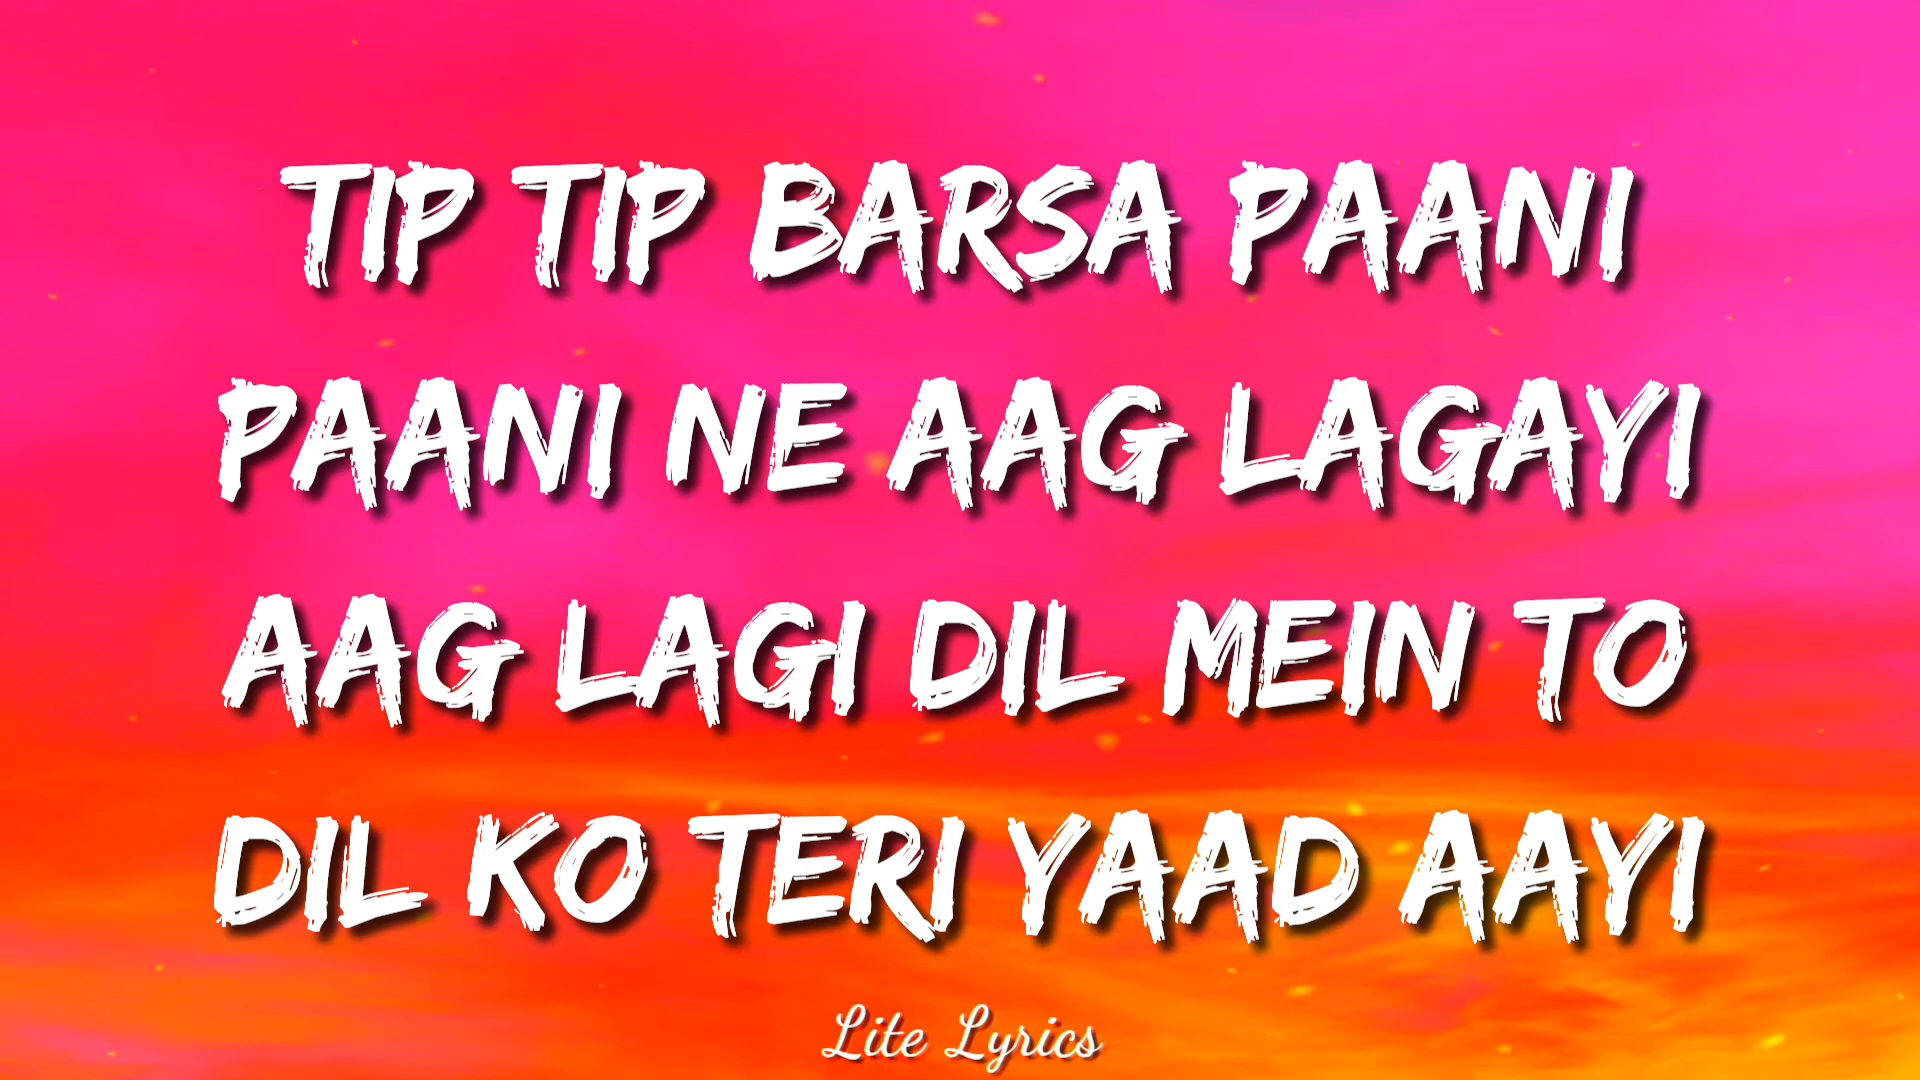 TIP TIP BARSA PAANI
PAANI NE AAG LAGAYI
AAG LAGI DIL MEIN TO
DIL KO TERI YAAD AAYI
Lite Lyrics